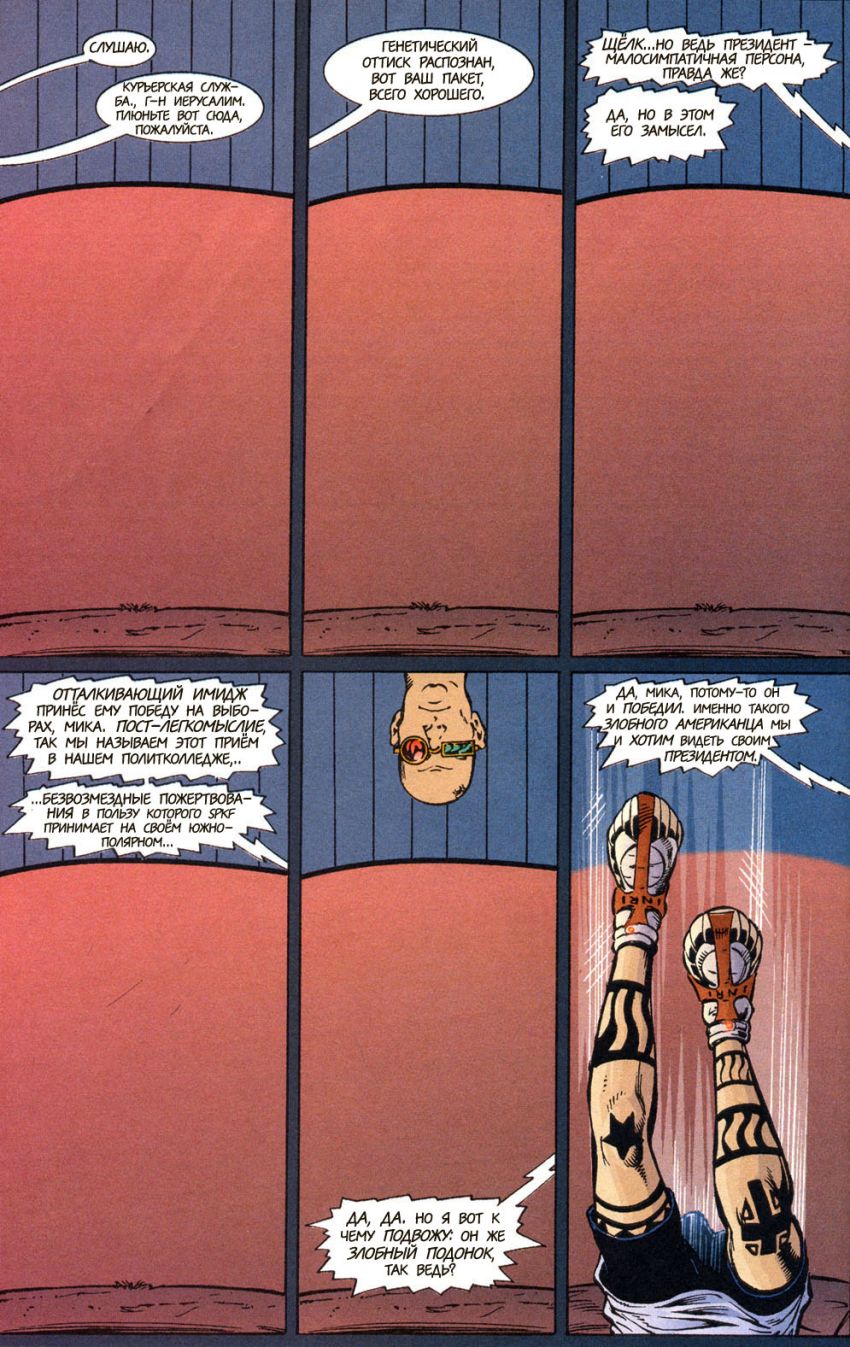 СЛУШАЮ.
КУРЬЕРСКАЯ СЛУЖ-
БА., Г-Н ИЕРУСАЛИМ.
ПЛЮНЬТЕ ВОТ СЮДА,
ПОЖАЛУЙСТА.
ГЕНЕТИЧЕСКИЙ
ОТТИСК РАСПОЗНАН,
ВОТ ВАШ ПАКЕТ,
ВСЕГО ХОРОШЕГО.
ЩЁЛК...НО ВЕДЬ ПРЕЗИДЕНТ –
МАЛОСИМПАТИЧНАЯ ПЕРСОНА,
ПРАВДА ЖЕ?
ДА, НО В ЭТОМ
ЕГО ЗАМЫСЕЛ.
ОТТАЛКИВАЮЩИЙ ИМИДЖ
ПРИНЁС ЕМУ ПОБЕДУ НА ВЫБО-
РАХ, МИКА. ПОСТ-ЛЕГКОМЫСЛИЕ,
ТАК МЫ НАЗЫВАЕМ ЭТОТ ПРИЁМ
В НАШЕМ ПОЛИТКОЛЛЕДЖЕ,..
...БЕЗВОЗМЕЗДНЫЕ ПОЖЕРТВОВА-
НИЯ В ПОЛЬЗУ КОТОРОГО SPKF
ПРИНИМАЕТ НА СВОЁМ ЮЖНО-
ПОЛЯРНОМ...
ДА, ДА. НО Я ВОТ К
ЧЕМУ ПОДВОЖУ: ОН ЖЕ
ЗЛОБНЫЙ ПОДОНОК,
ТАК ВЕДЬ?
ДА, МИКА, ПОТОМУ-ТО ОН
И ПОБЕДИЛ. ИМЕННО ТАКОГО
ЗЛОБНОГО АМЕРИКАНЦА МЫ
И ХОТИМ ВИДЕТЬ СВОИМ
ПРЕЗИДЕНТОМ.
INRI
INRI